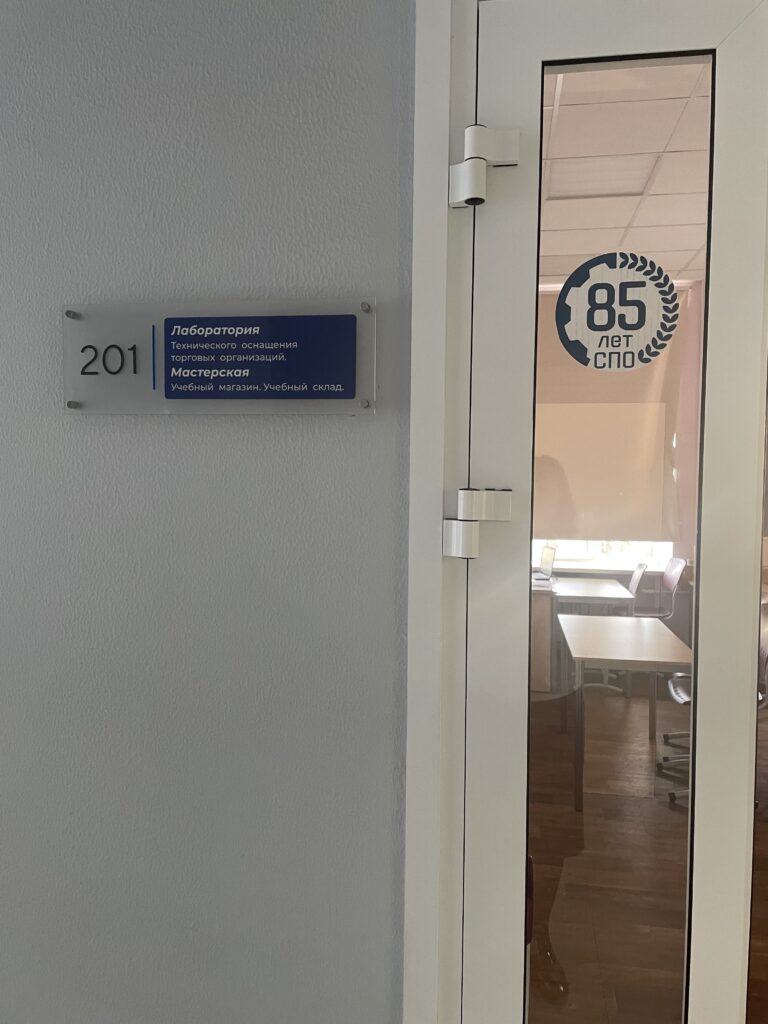 201
Лаборатория
Технического оснащения
торговых организаций.
Мастерская
Учебный магазин. Учебный склад.
85
лет
СПО